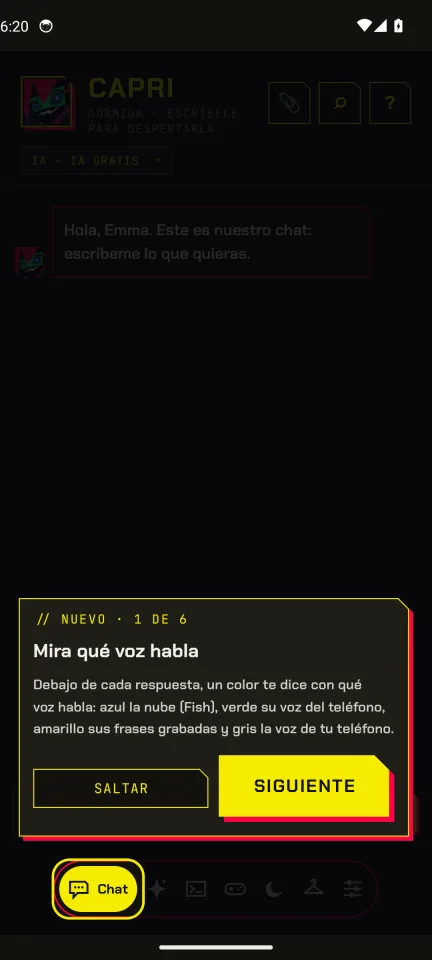 6:20
CAPRI
DORMIDA · ESCRÍBELE
PARA DESPERTARLA
?
IA · IA GRATIS
Hola, Emma. Este es nuestro chat:
escríbeme lo que quieras.
// NUEVO · 1 DE 6
Mira qué voz habla
Debajo de cada respuesta, un color te dice con qué
voz habla: azul la nube (Fish), verde su voz del teléfono,
amarillo sus frases grabadas y gris la voz de tu teléfono.
SALTAR
SIGUIENTE
Chat